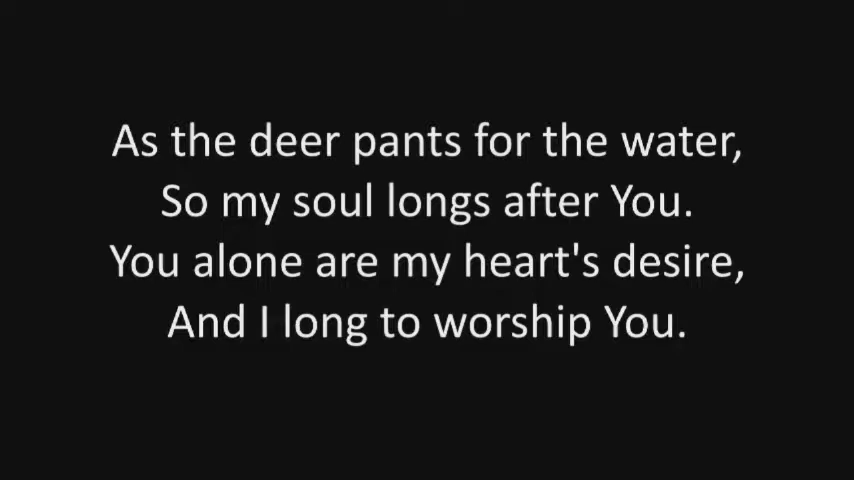 As the deer pants for the water,
So my soul longs after You.
You alone are my heart's desire,
And I long to worship You.